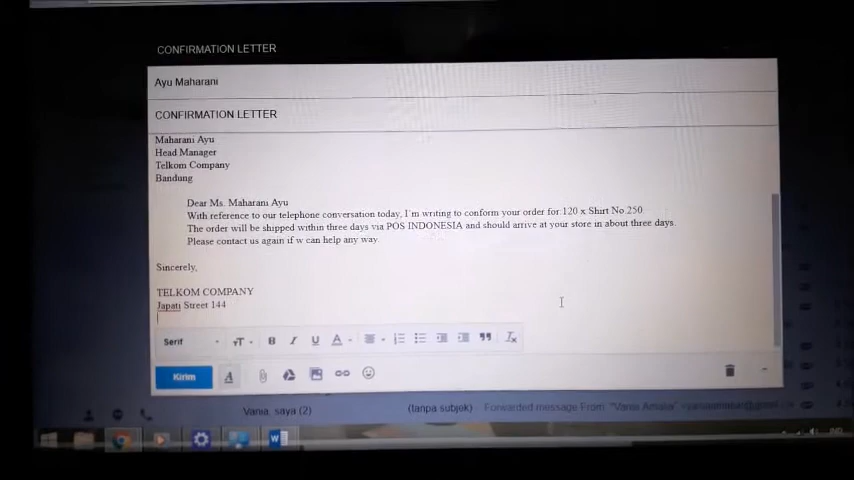 CONFIRMATION LETTER
Ayu Maharani
CONFIRMATION LETTER
Maharani Ayu
Head Manager
Telkom Company
Bandung
Dear Ms. Maharani Ayu
With reference to our telephone conversation today, I'm writing to conform your order for:120 x Shirt No.250
The order will be shipped within three days via POS INDONESIA and should arrive at your store in about three days.
Please contact us again if w can help any way.
Sincerely,
TELKOM COMPANY
Japati Street 144
Serif
Kirim
Vania, saya (2)
(tanpa subjek) - Forwarded message From: "Vania Amalia"